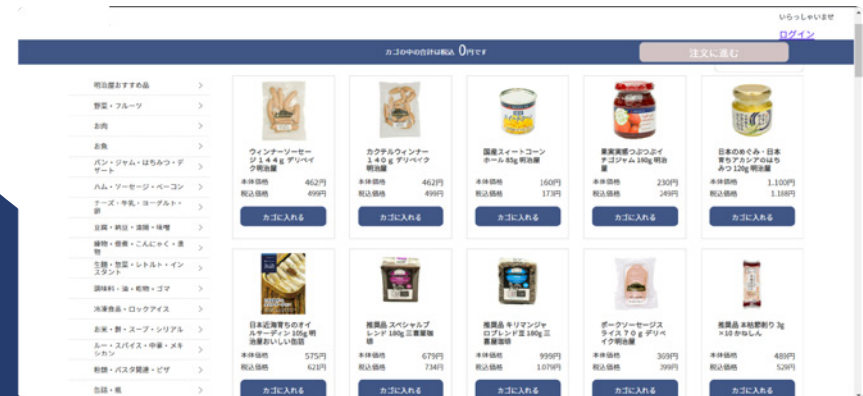 いらっしゃいませ
ログイン
カゴの中の合計は税込 0円です
注文に進む
明治屋おすすめ品
野菜・フルーツ
お肉
お魚
パン・ジャム・はちみつ・デ
ザート
ハム・ソーセージ・ベーコン
チーズ・牛乳・ヨーグルト・
卵
豆腐・納豆・漬物・味噌
練物・佃煮・こんにゃく・漬
物
生麺・惣菜・レトルト・イン
スタント
調味料・油・乾物・ゴマ
冷凍食品・ロックアイス
お米・餅・スープ・シリアル
ルー・スパイス・中華・メキ
シカン
粉類・パスタ関連・ピザ
缶詰・瓶
ウィンナーソーセー
ジ１４４ｇ デリベイ
ク明治屋
本体価格 462円
税込価格 499円
カゴに入れる
カクテルウィンナー
１４０ｇ デリベイク
明治屋
本体価格 462円
税込価格 499円
カゴに入れる
国産スィートコーン
ホール 85g 明治屋
本体価格 160円
税込価格 173円
カゴに入れる
果実実感つぶつぶイ
チゴジャム 160g 明治
屋
本体価格 230円
税込価格 249円
カゴに入れる
日本のめぐみ・日本
育ちアカシアのはち
みつ 120g 明治屋
本体価格 1,100円
税込価格 1,188円
カゴに入れる
日本近海育ちのオイ
ルサーディン 105g 明
治屋おいしい缶詰
本体価格 575円
税込価格 621円
カゴに入れる
推奨品 スペシャルブ
レンド 180g 三喜屋珈
琲
本体価格 679円
税込価格 734円
カゴに入れる
推奨品 キリマンジャ
ロブレンド豆 180g 三
喜屋珈琲
本体価格 999円
税込価格 1,079円
カゴに入れる
ポークソーセージス
ライス ７０ｇ デリベ
イク明治屋
本体価格 369円
税込価格 399円
カゴに入れる
推奨品 本枯節削り 3g
×10 かねしん
本体価格 489円
税込価格 529円
カゴに入れる